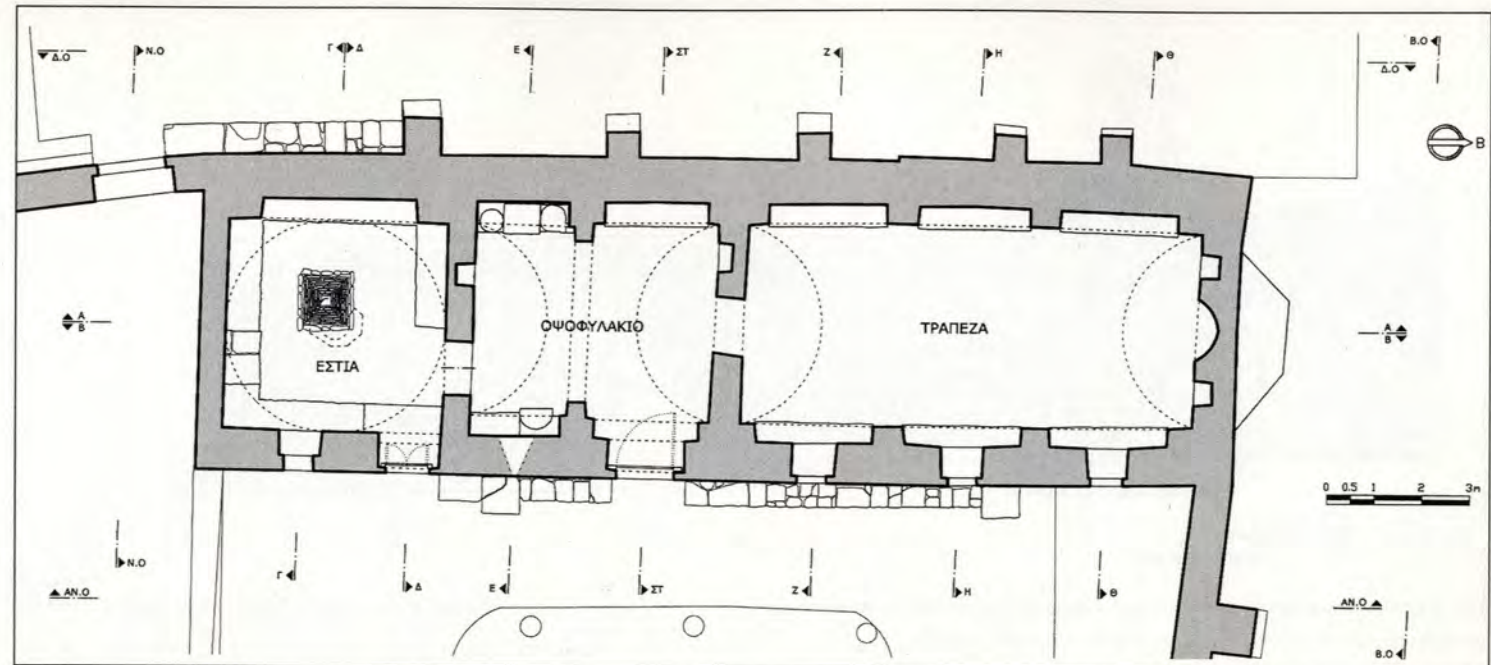 Δ.Ο Ν.Ο Γ Δ Ε ΣΤ Ζ Η Θ Δ.Ο Β.Ο
Β
Α
Β
ΕΣΤΙΑ
ΟΨΟΦΥΛΑΚΙΟ
ΤΡΑΠΕΖΑ
Α
Β
0 0.5 1 2 3m
ΑΝ.Ο Ν.Ο Γ Δ Ε ΣΤ Ζ Η Θ ΑΝ.Ο Β.Ο